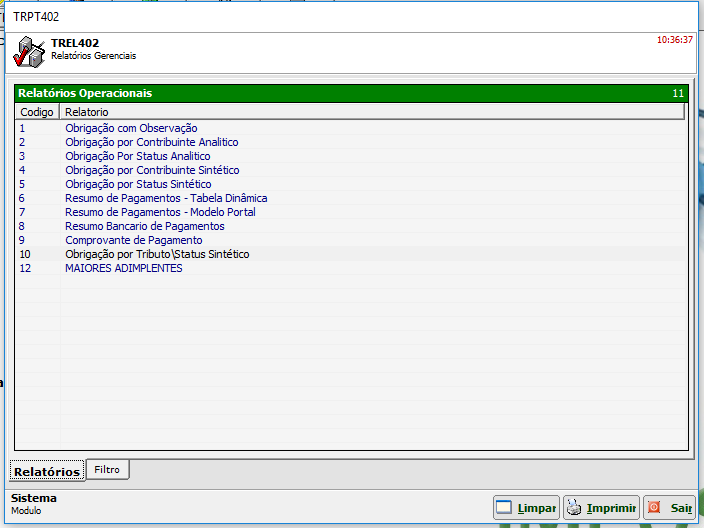 TRPT402
TREL402
10:36:37
Relatórios Gerenciais
Relatórios Operacionais 11
Codigo Relatorio
1 Obrigação com Observação
2 Obrigação por Contribuinte Analitico
3 Obrigação Por Status Analitico
4 Obrigação por Contribuinte Sintético
5 Obrigação por Status Sintético
6 Resumo de Pagamentos - Tabela Dinâmica
7 Resumo de Pagamentos - Modelo Portal
8 Resumo Bancario de Pagamentos
9 Comprovante de Pagamento
10 Obrigação por Tributo\Status Sintético
12 MAIORES ADIMPLENTES
Relatórios Filtro
Sistema
Modulo
Limpar Imprimir Sair